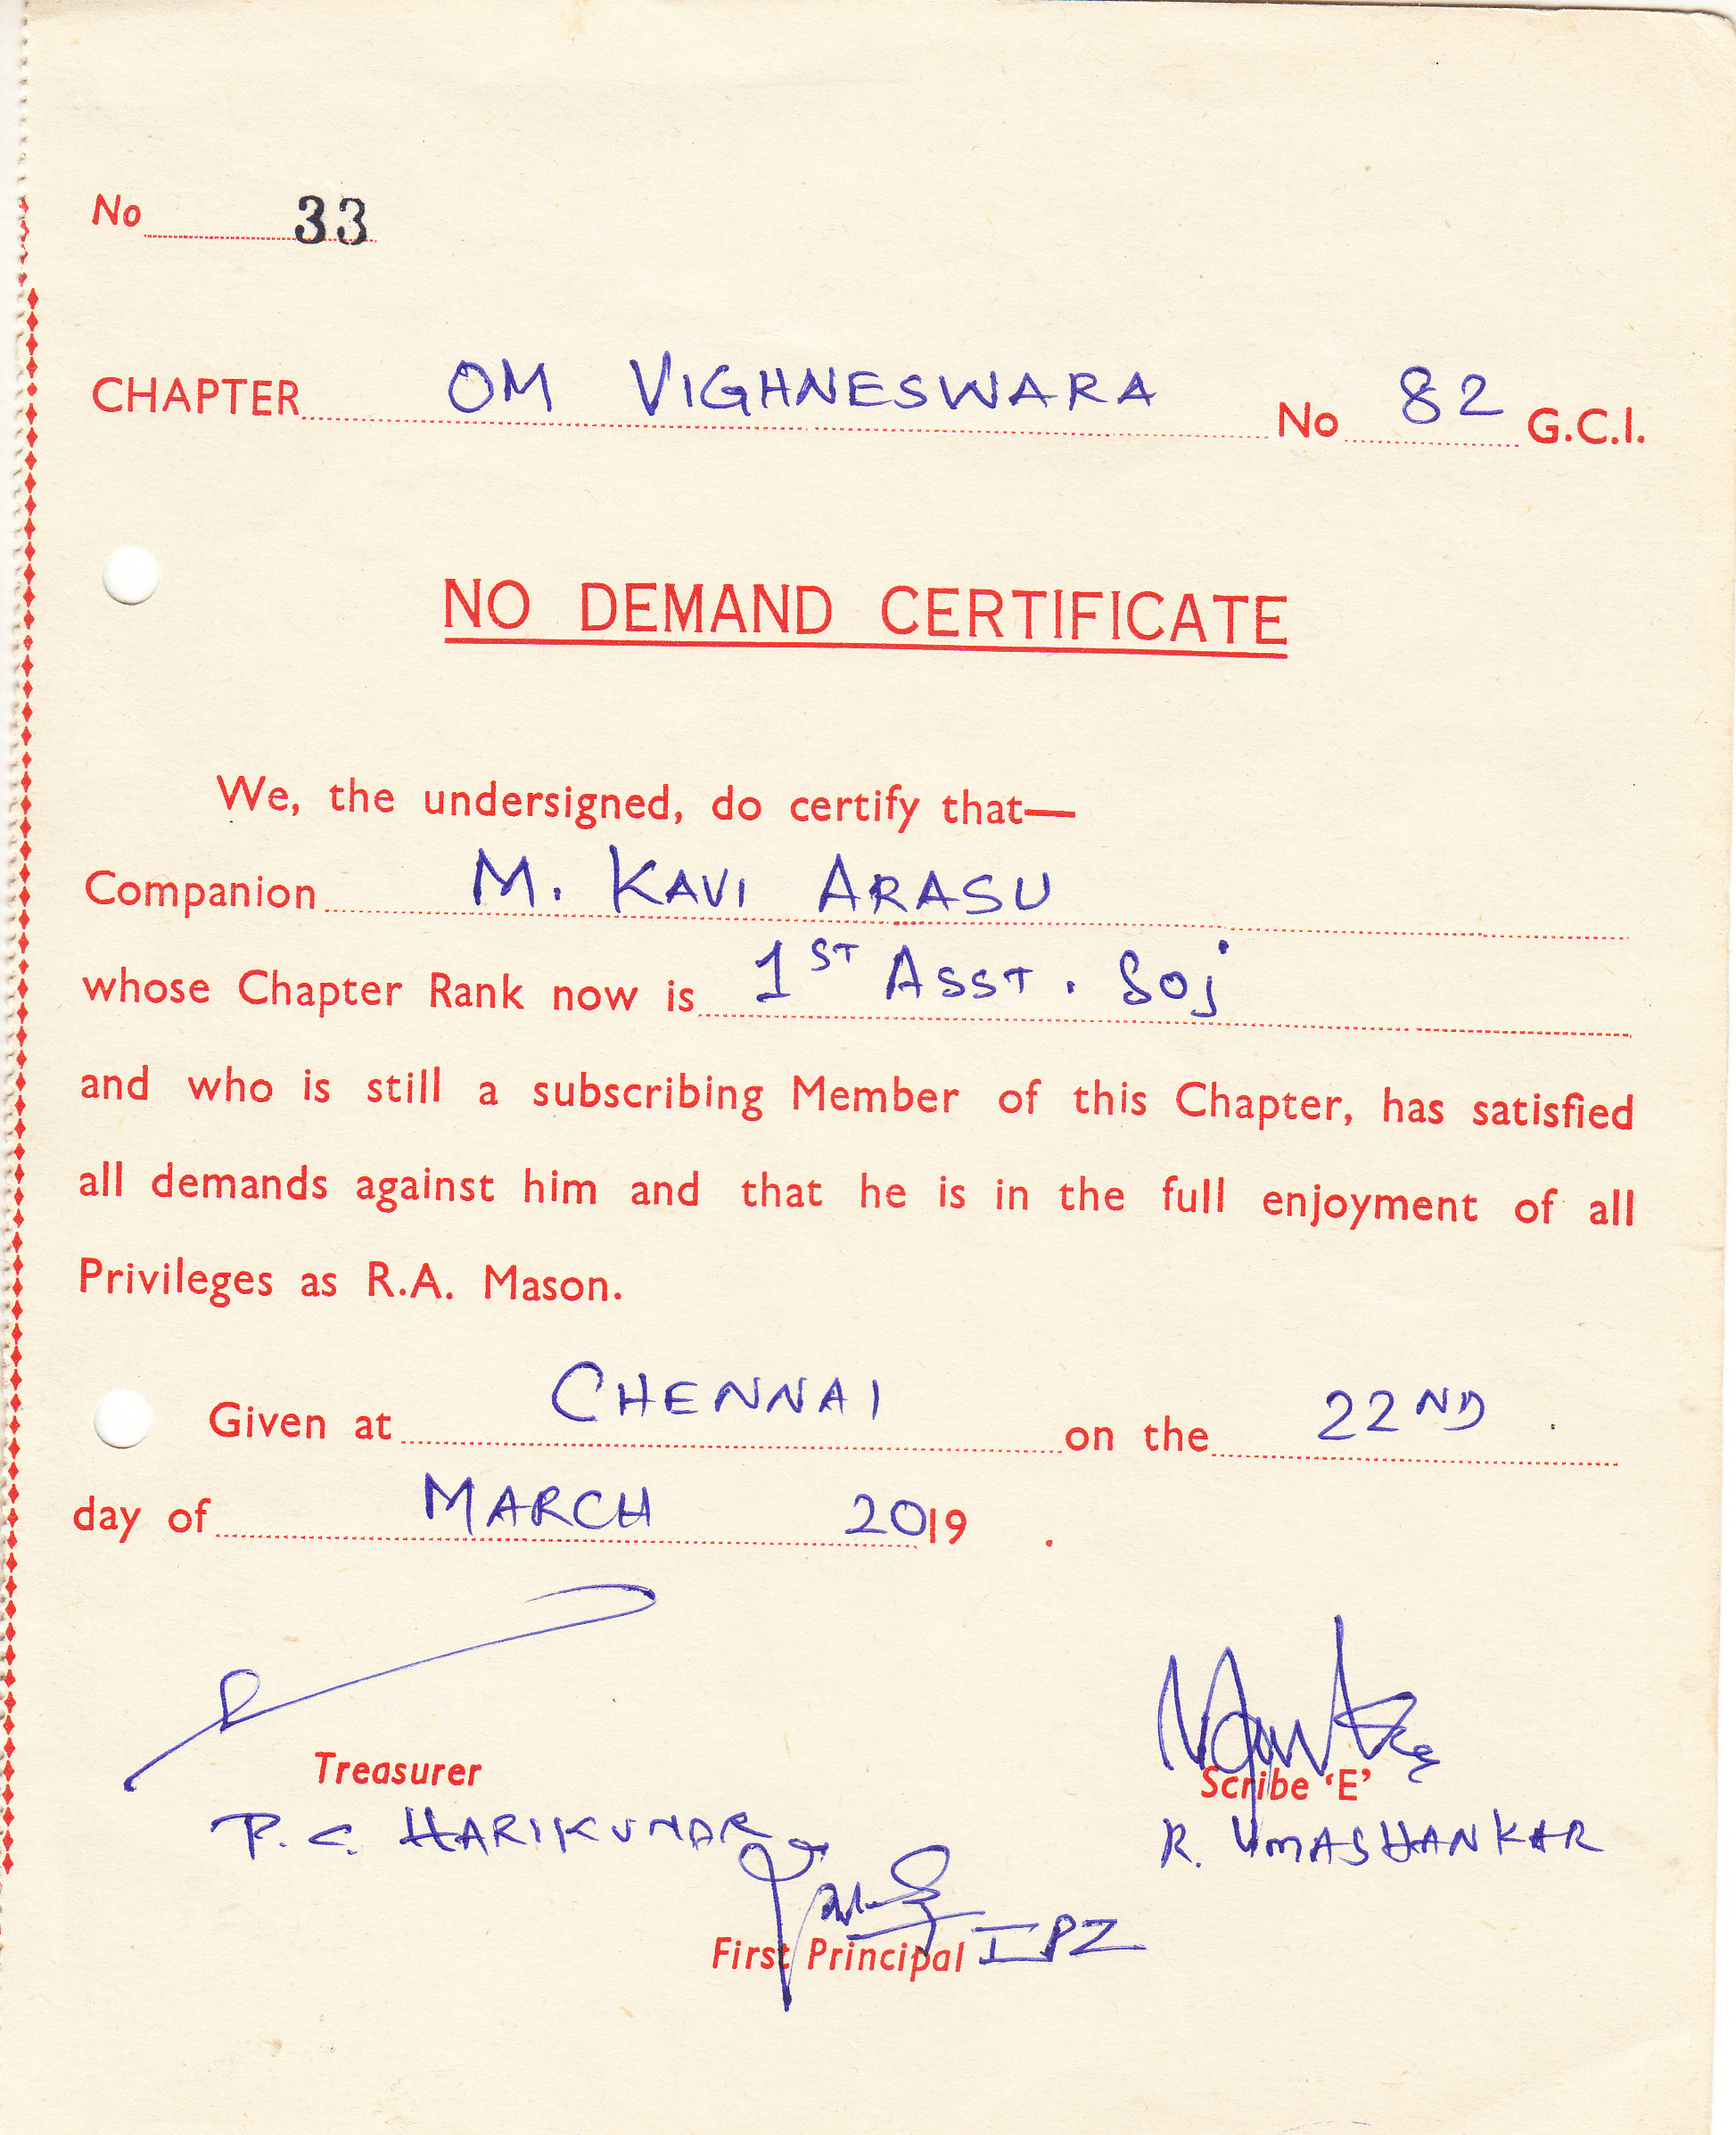 No 33
CHAPTER OM VIGHNESWARA No 82 G.C.I.
NO DEMAND CERTIFICATE
We, the undersigned, do certify that—
Companion M. KAVI ARASU
whose Chapter Rank now is 1ST ASST. Soj
and who is still a subscribing Member of this Chapter, has satisfied
all demands against him and that he is in the full enjoyment of all
Privileges as R.A. Mason.
Given at CHENNAI on the 22ND
day of MARCH 2019 .
Treasurer
Scribe 'E'
R. UMASHANKAR
First Principal IPZ